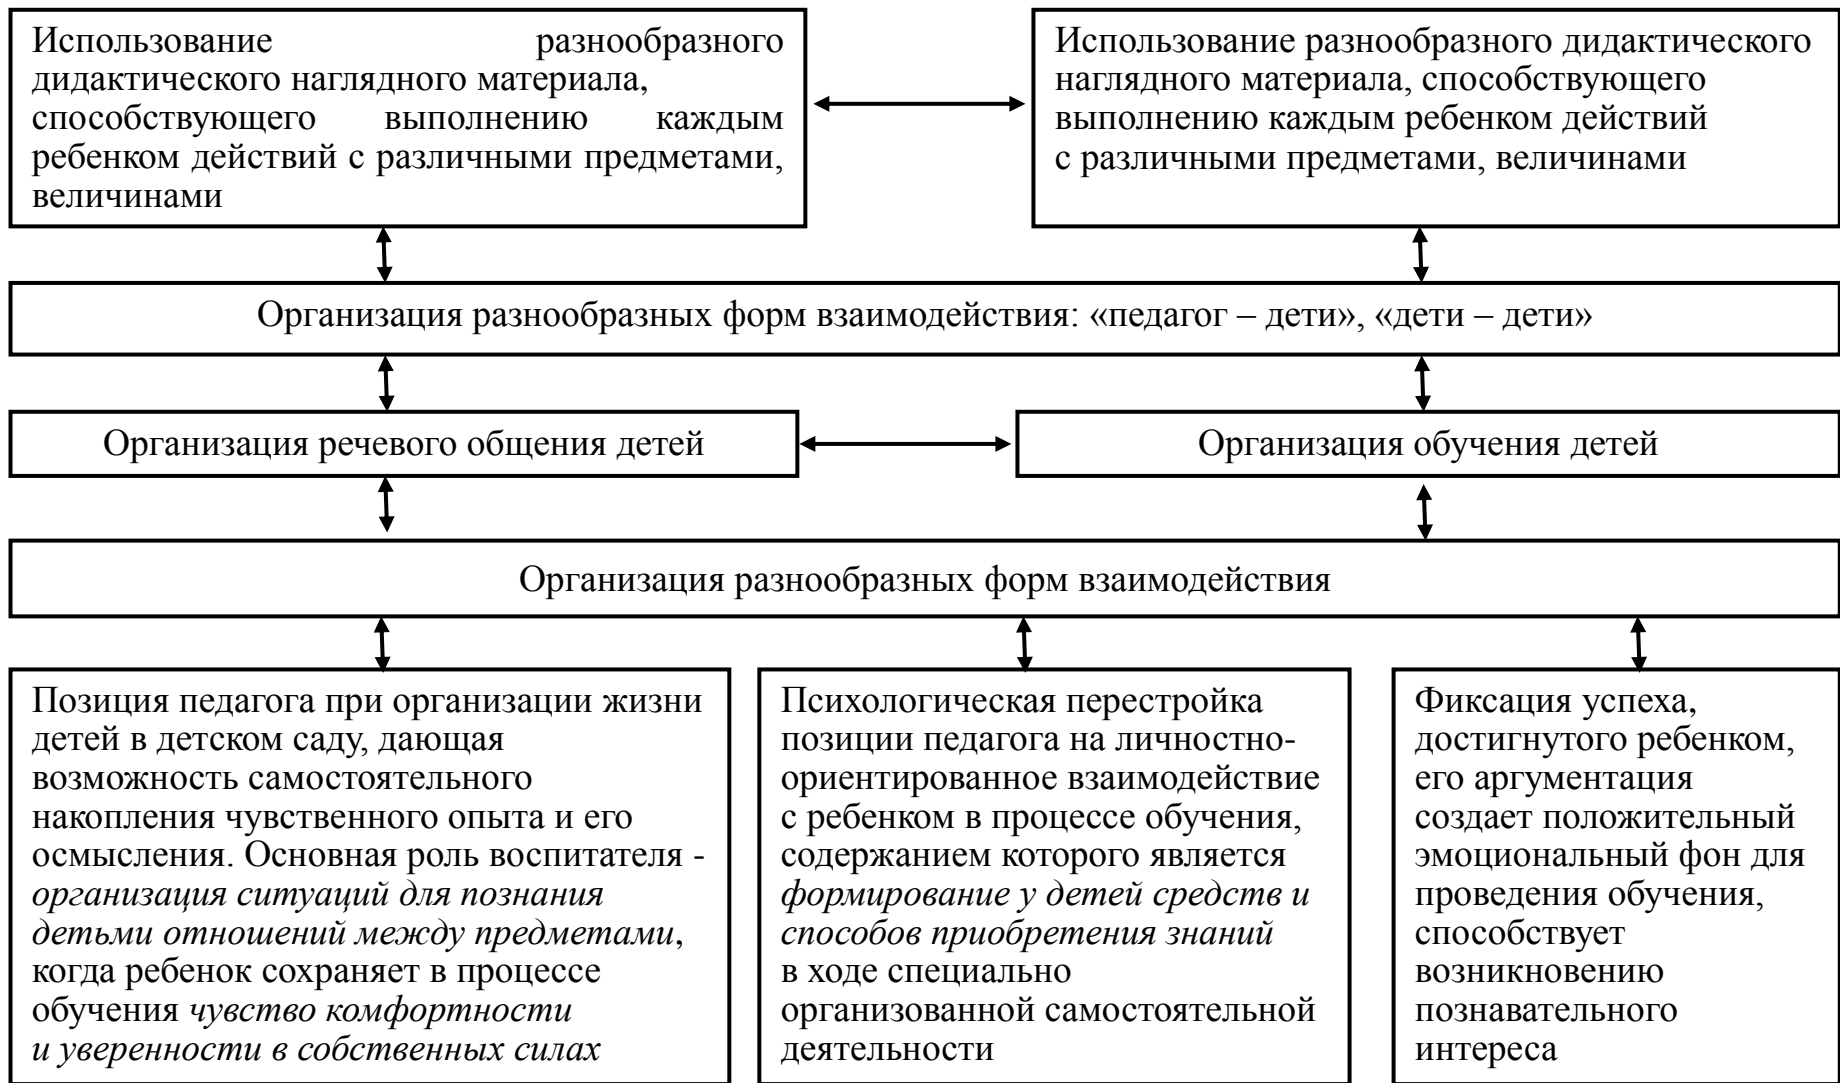 Использование разнообразного
дидактического наглядного материала,
способствующего выполнению каждым
ребенком действий с различными предметами,
величинами
Использование разнообразного дидактического
наглядного материала, способствующего
выполнению каждым ребенком действий
с различными предметами, величинами
Организация разнообразных форм взаимодействия: «педагог – дети», «дети – дети»
Организация речевого общения детей
Организация обучения детей
Организация разнообразных форм взаимодействия
Позиция педагога при организации жизни
детей в детском саду, дающая
возможность самостоятельного
накопления чувственного опыта и его
осмысления. Основная роль воспитателя -
организация ситуаций для познания
детьми отношений между предметами,
когда ребенок сохраняет в процессе
обучения чувство комфортности
и уверенности в собственных силах
Психологическая перестройка
позиции педагога на личностно-
ориентированное взаимодействие
с ребенком в процессе обучения,
содержанием которого является
формирование у детей средств и
способов приобретения знаний
в ходе специально
организованной самостоятельной
деятельности
Фиксация успеха,
достигнутого ребенком,
его аргументация
создает положительный
эмоциональный фон для
проведения обучения,
способствует
возникновению
познавательного
интереса